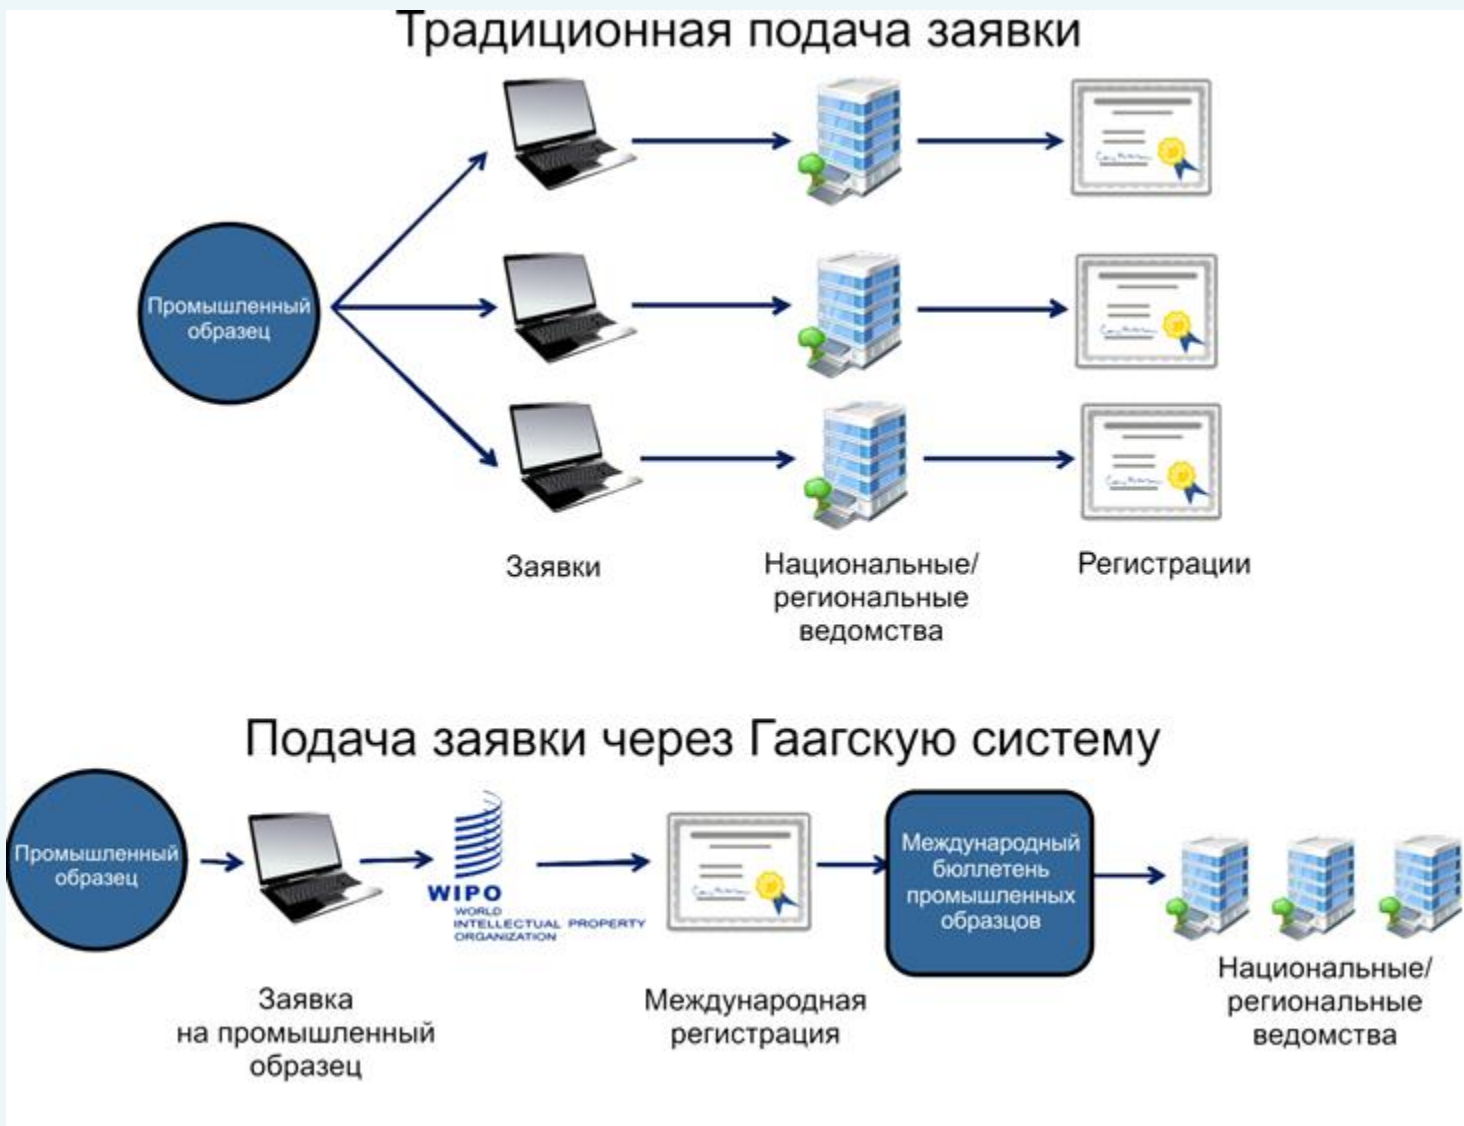 Традиционная подача заявки
Промышленный
образец
Заявки
Национальные/
региональные
ведомства
Регистрации
Подача заявки через Гаагскую систему
Промышленный
образец
WIPO
WORLD
INTELLECTUAL PROPERTY
ORGANIZATION
Международный
бюллетень
промышленных
образцов
Заявка
на промышленный
образец
Международная
регистрация
Национальные/
региональные
ведомства